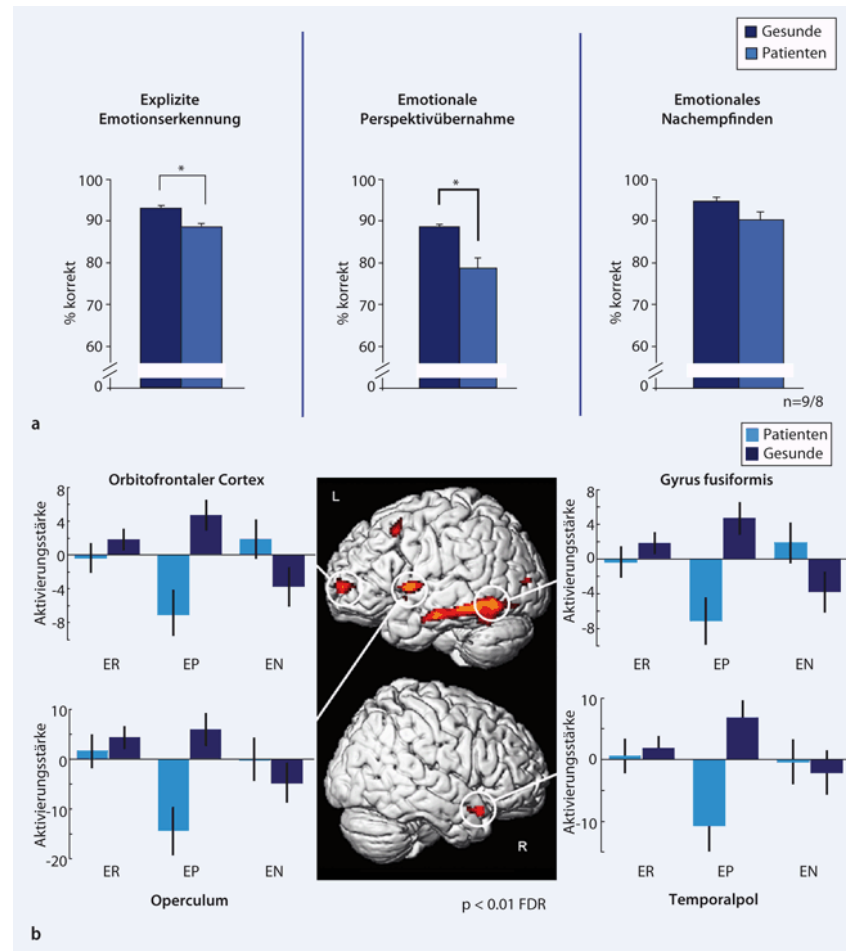 Gesunde
Patienten
Explizite
Emotionserkennung
Emotionale
Perspektivübernahme
Emotionales
Nachempfinden
% korrekt
100
90
80
70
60
0
*
% korrekt
100
90
80
70
60
0
*
% korrekt
100
90
80
70
60
0
n=9/8
a
Patienten
Gesunde
Orbitofrontaler Cortex
Aktivierungsstärke
8
4
0
-4
-8
ER
EP
EN
L
Gyrus fusiformis
Aktivierungsstärke
8
4
0
-4
-8
ER
EP
EN
Aktivierungsstärke
10
0
-10
-20
ER
EP
EN
Operculum
R
p < 0.01 FDR
Aktivierungsstärke
10
0
-10
ER
EP
EN
Temporalpol
b